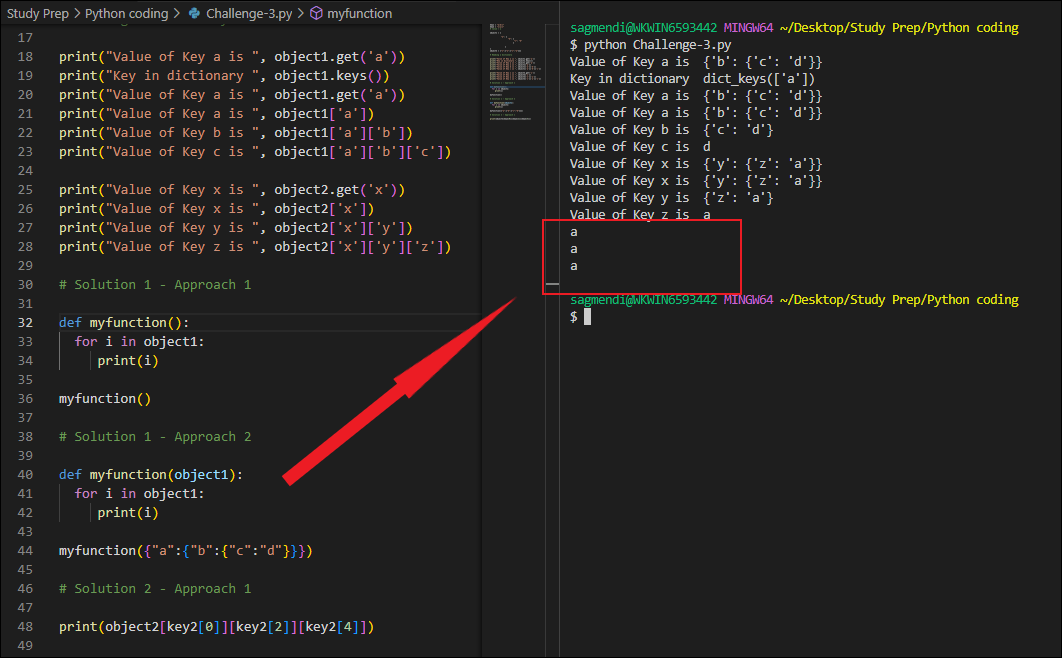 Study Prep > Python coding > Challenge-3.py > myfunction
17
18 print("Value of Key a is ", object1.get('a'))
19 print("Key in dictionary ", object1.keys())
20 print("Value of Key a is ", object1.get('a'))
21 print("Value of Key a is ", object1['a'])
22 print("Value of Key b is ", object1['a']['b'])
23 print("Value of Key c is ", object1['a']['b']['c'])
24
25 print("Value of Key x is ", object2.get('x'))
26 print("Value of Key x is ", object2['x'])
27 print("Value of Key y is ", object2['x']['y'])
28 print("Value of Key z is ", object2['x']['y']['z'])
29
30 # Solution 1 - Approach 1
31
32 def myfunction():
33 for i in object1:
34 print(i)
35
36 myfunction()
37
38 # Solution 1 - Approach 2
39
40 def myfunction(object1):
41 for i in object1:
42 print(i)
43
44 myfunction({"a":{"b":{"c":"d"}}})
45
46 # Solution 2 - Approach 1
47
48 print(object2[key2[0]][key2[2]][key2[4]])
49
sagmendi@WKWIN6593442 MINGW64 ~/Desktop/Study Prep/Python coding
$ python Challenge-3.py
Value of Key a is  {'b': {'c': 'd'}}
Key in dictionary  dict_keys(['a'])
Value of Key a is  {'b': {'c': 'd'}}
Value of Key a is  {'b': {'c': 'd'}}
Value of Key b is  {'c': 'd'}
Value of Key c is  d
Value of Key x is  {'y': {'z': 'a'}}
Value of Key x is  {'y': {'z': 'a'}}
Value of Key y is  {'z': 'a'}
Value of Key z is  a
a
a
a
sagmendi@WKWIN6593442 MINGW64 ~/Desktop/Study Prep/Python coding
$